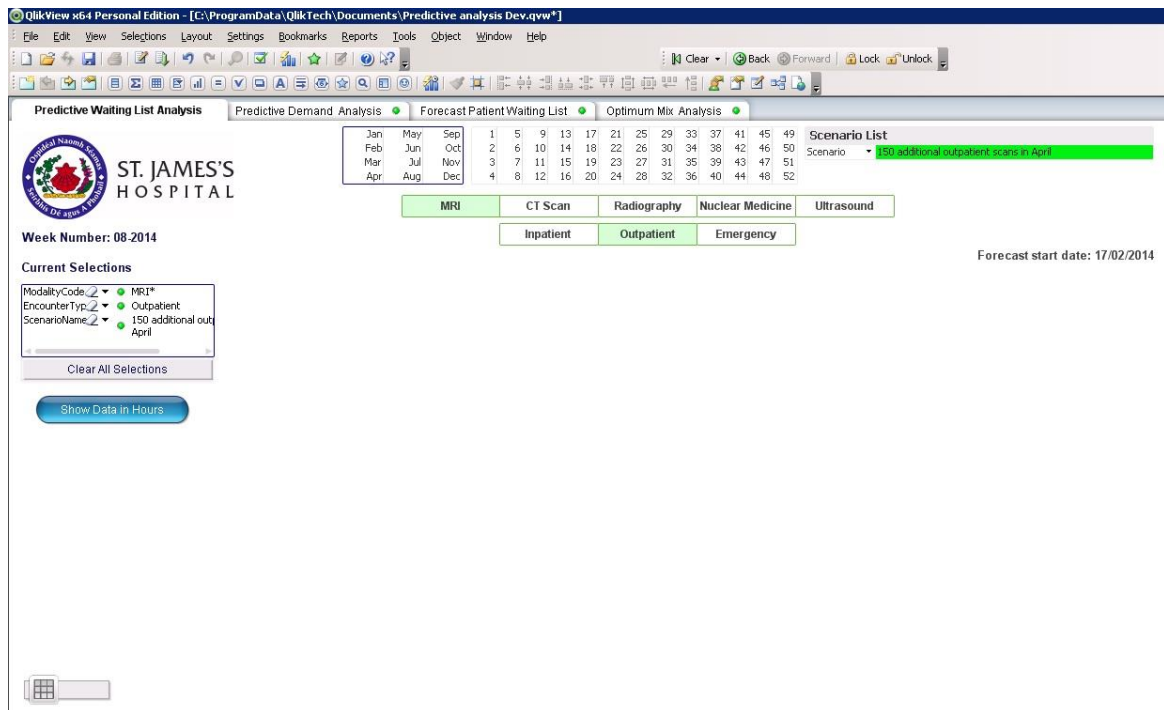 QlikView x64 Personal Edition - [C:\ProgramData\QlikTech\Documents\Predictive analysis Dev.qvw*]
File Edit View Selections Layout Settings Bookmarks Reports Tools Object Window Help
Clear Back Forward Lock Unlock
Predictive Waiting List Analysis Predictive Demand Analysis Forecast Patient Waiting List Optimum Mix Analysis
Jan May Sep 1 5 9 13 17 21 25 29 33 37 41 45 49 Scenario List
Feb Jun Oct 2 6 10 14 18 22 26 30 34 38 42 46 50 Scenario 150 additional outpatient scans in April
Mar Jul Nov 3 7 11 15 19 23 27 31 35 39 43 47 51
Apr Aug Dec 4 8 12 16 20 24 28 32 36 40 44 48 52
Ospidéal Naomh Séamas
Seirbhís Dé agus A Phobail
ST. JAMES'S
HOSPITAL
MRI CT Scan Radiography Nuclear Medicine Ultrasound
Inpatient Outpatient Emergency
Week Number: 08-2014
Forecast start date: 17/02/2014
Current Selections
ModalityCode MRI*
EncounterTyp Outpatient
ScenarioName 150 additional outp
April
Clear All Selections
Show Data in Hours